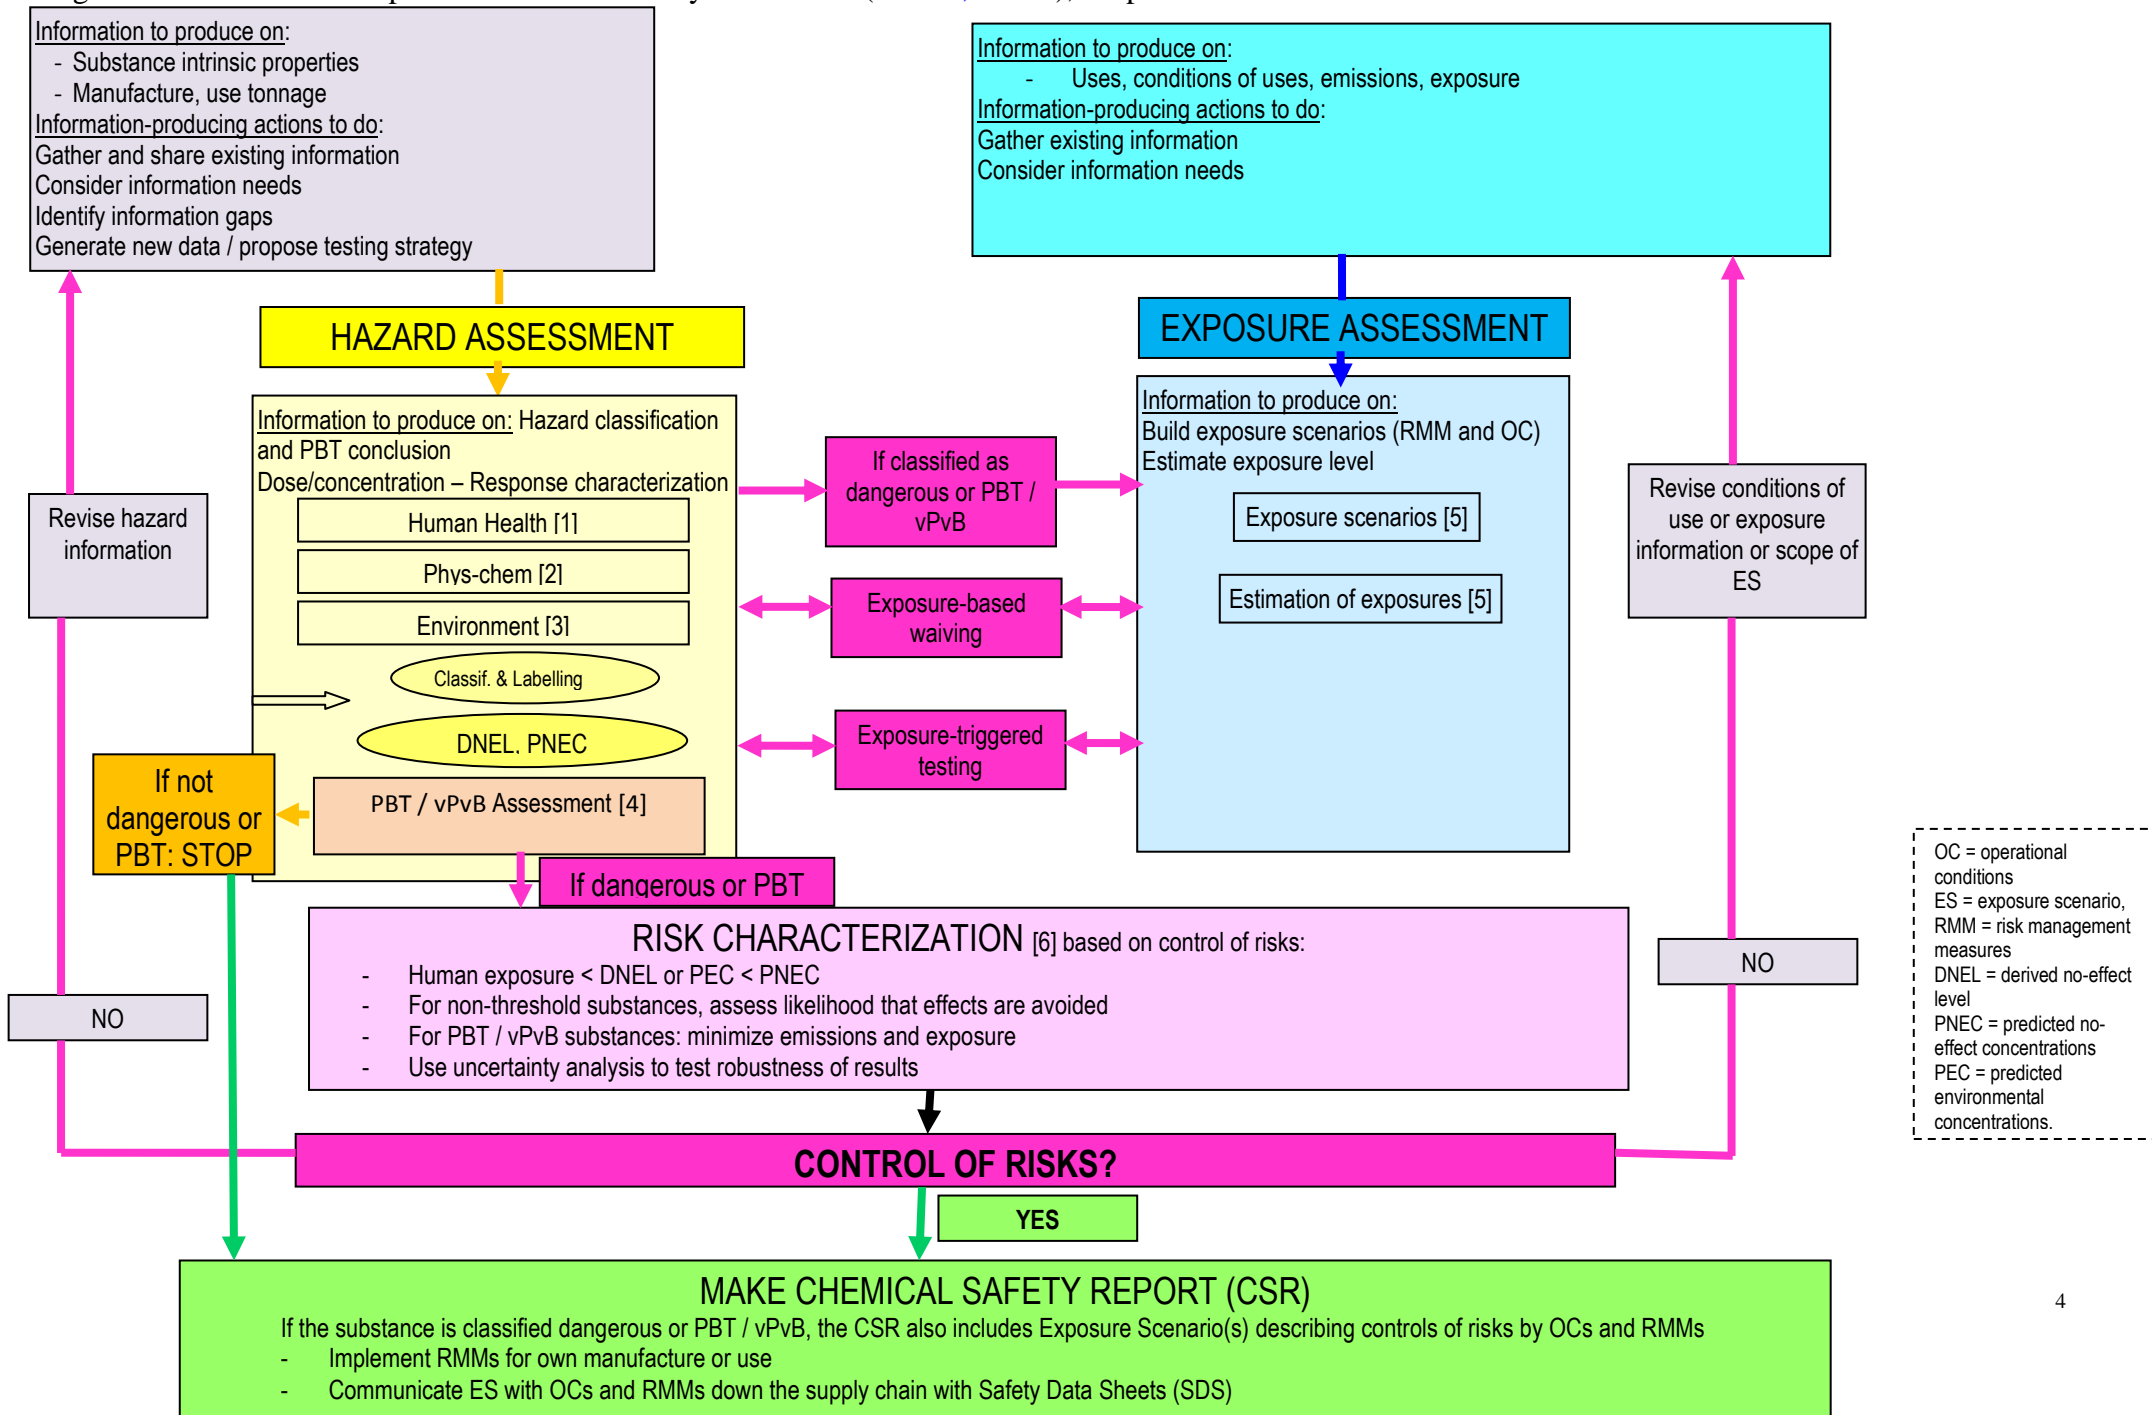 Information to produce on:
- Substance intrinsic properties
- Manufacture, use tonnage
Information-producing actions to do:
Gather and share existing information
Consider information needs
Identify information gaps
Generate new data / propose testing strategy
Information to produce on:
- Uses, conditions of uses, emissions, exposure
Information-producing actions to do:
Gather existing information
Consider information needs
HAZARD ASSESSMENT
EXPOSURE ASSESSMENT
Information to produce on: Hazard classification
and PBT conclusion
Dose/concentration – Response characterization
Human Health [1]
Phys-chem [2]
Environment [3]
Classif. & Labelling
DNEL, PNEC
PBT / vPvB Assessment [4]
If classified as
dangerous or PBT /
vPvB
Exposure-based
waiving
Exposure-triggered
testing
Information to produce on:
Build exposure scenarios (RMM and OC)
Estimate exposure level
Exposure scenarios [5]
Estimation of exposures [5]
Revise hazard
information
Revise conditions of
use or exposure
information or scope of
ES
If not
dangerous or
PBT: STOP
If dangerous or PBT
RISK CHARACTERIZATION [6] based on control of risks:
- Human exposure < DNEL or PEC < PNEC
- For non-threshold substances, assess likelihood that effects are avoided
- For PBT / vPvB substances: minimize emissions and exposure
- Use uncertainty analysis to test robustness of results
NO
NO
OC = operational
conditions
ES = exposure scenario,
RMM = risk management
measures
DNEL = derived no-effect
level
PNEC = predicted no-
effect concentrations
PEC = predicted
environmental
concentrations.
CONTROL OF RISKS?
YES
MAKE CHEMICAL SAFETY REPORT (CSR)
If the substance is classified dangerous or PBT / vPvB, the CSR also includes Exposure Scenario(s) describing controls of risks by OCs and RMMs
- Implement RMMs for own manufacture or use
- Communicate ES with OCs and RMMs down the supply chain with Safety Data Sheets (SDS)
4